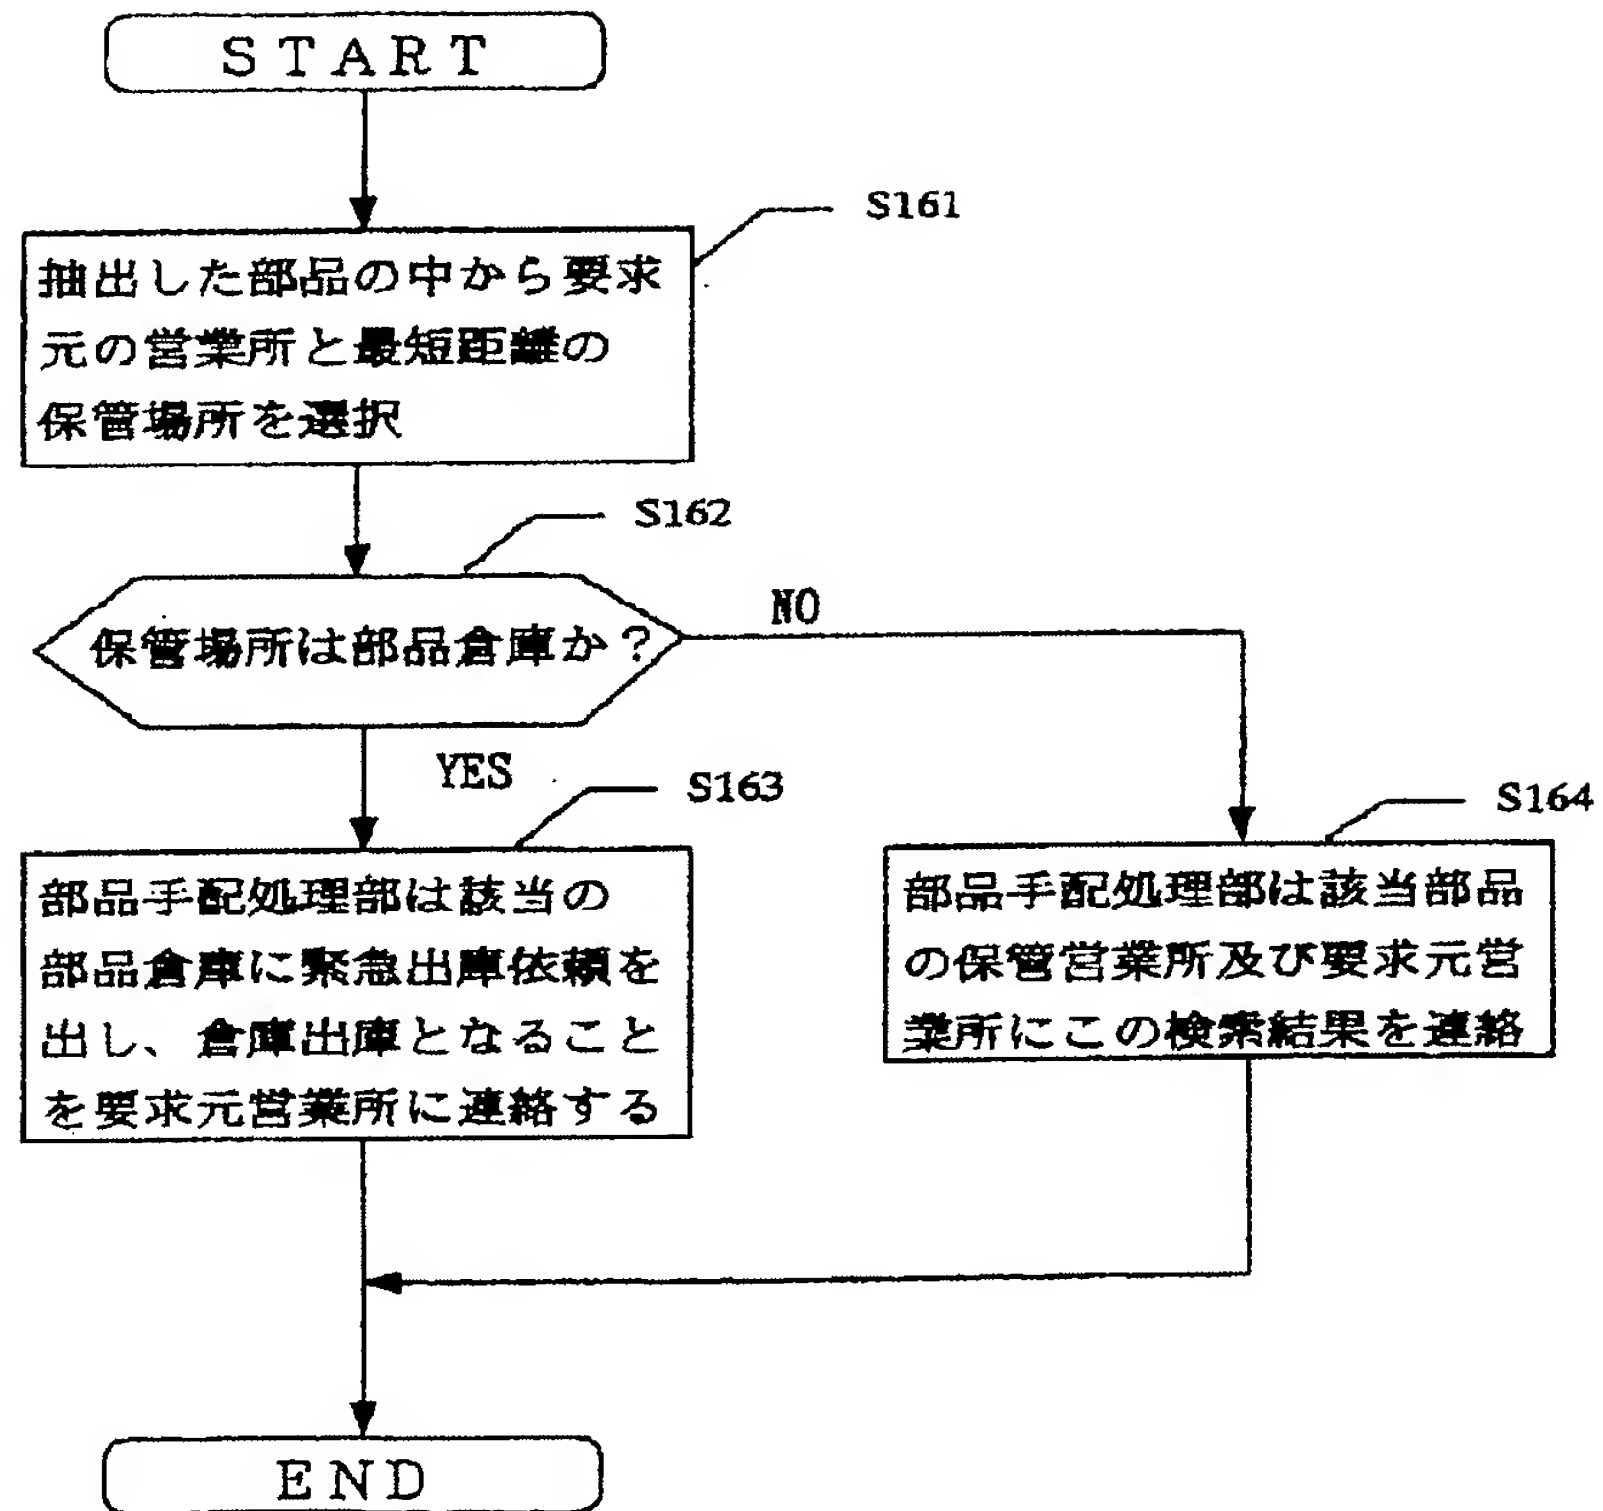 START
S161
抽出した部品の中から要求
元の営業所と最短距離の
保管場所を選択
S162
保管場所は部品倉庫か？
NO
YES
S163
部品手配処理部は該当の
部品倉庫に緊急出庫依頼を
出し、倉庫出庫となること
を要求元営業所に連絡する
S164
部品手配処理部は該当部品
の保管営業所及び要求元営
業所にこの検索結果を連絡
END